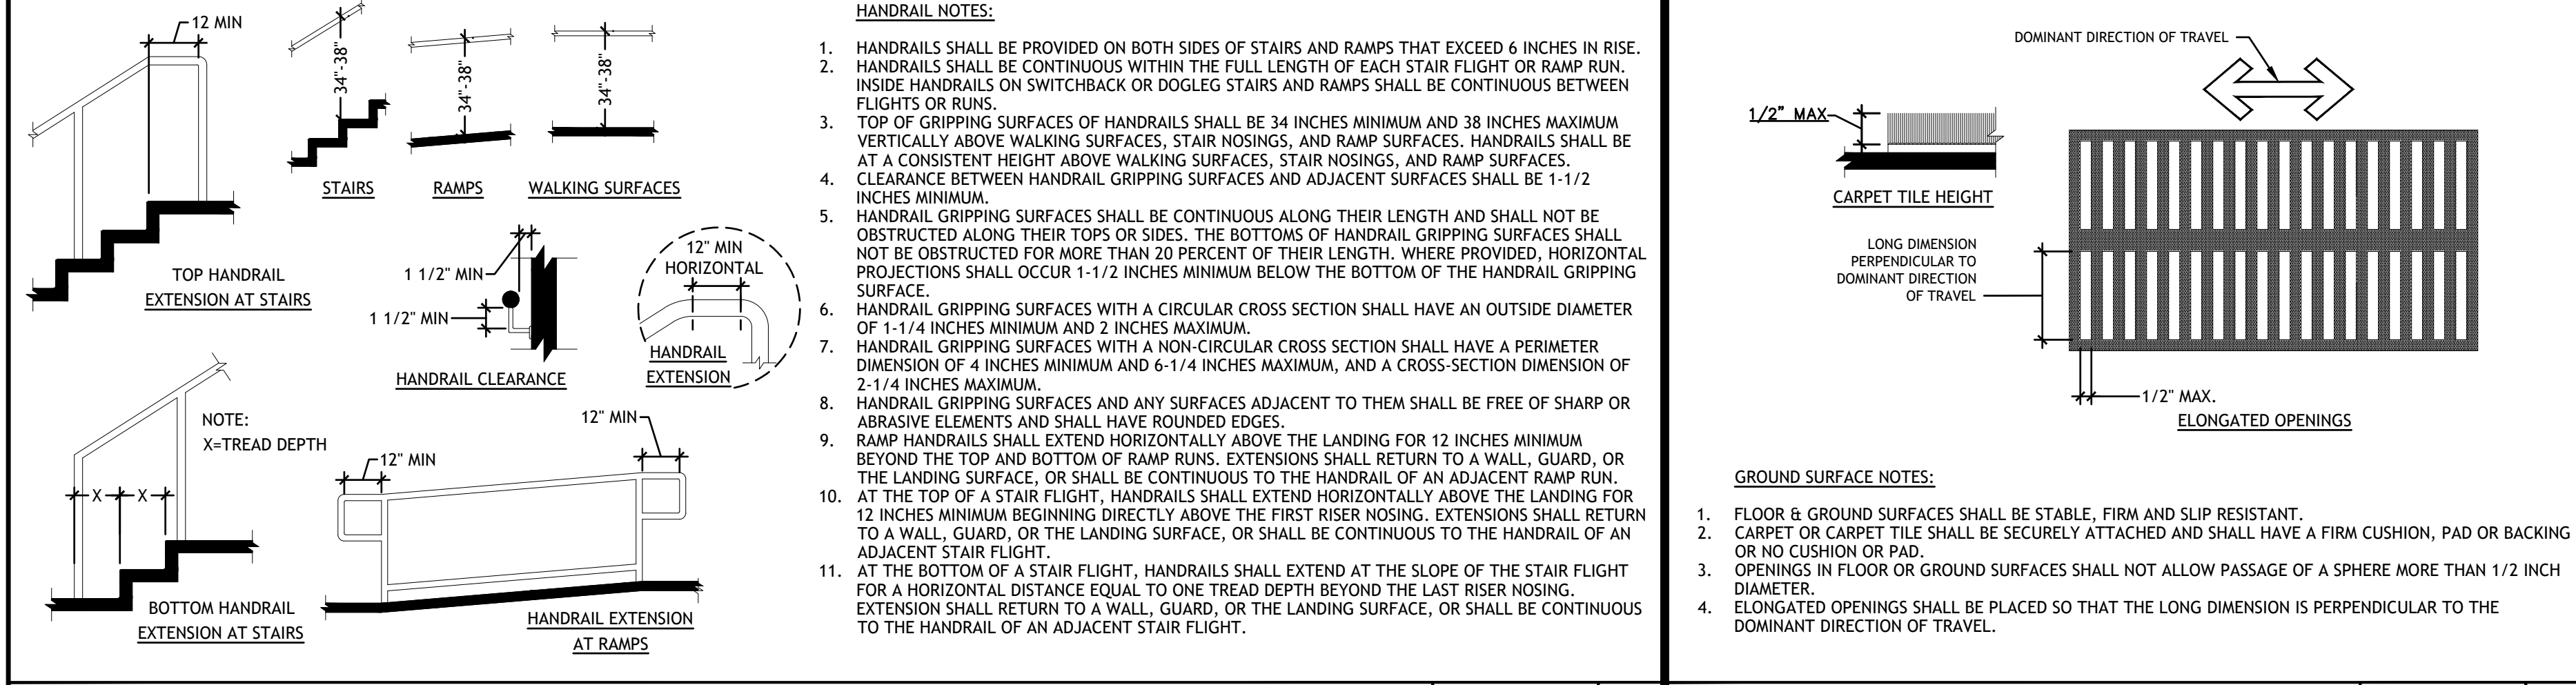 12 MIN
34"-38"
34"-38"
34"-38"
STAIRS
RAMPS
WALKING SURFACES
TOP HANDRAIL
EXTENSION AT STAIRS
1 1/2" MIN
1 1/2" MIN
HANDRAIL CLEARANCE
12" MIN
HORIZONTAL
HANDRAIL
EXTENSION
NOTE:
X=TREAD DEPTH
X
X
BOTTOM HANDRAIL
EXTENSION AT STAIRS
12" MIN
12" MIN
HANDRAIL EXTENSION
AT RAMPS
HANDRAIL NOTES:
1. HANDRAILS SHALL BE PROVIDED ON BOTH SIDES OF STAIRS AND RAMPS THAT EXCEED 6 INCHES IN RISE.
2. HANDRAILS SHALL BE CONTINUOUS WITHIN THE FULL LENGTH OF EACH STAIR FLIGHT OR RAMP RUN.
INSIDE HANDRAILS ON SWITCHBACK OR DOGLEG STAIRS AND RAMPS SHALL BE CONTINUOUS BETWEEN
FLIGHTS OR RUNS.
3. TOP OF GRIPPING SURFACES OF HANDRAILS SHALL BE 34 INCHES MINIMUM AND 38 INCHES MAXIMUM
VERTICALLY ABOVE WALKING SURFACES, STAIR NOSINGS, AND RAMP SURFACES. HANDRAILS SHALL BE
AT A CONSISTENT HEIGHT ABOVE WALKING SURFACES, STAIR NOSINGS, AND RAMP SURFACES.
4. CLEARANCE BETWEEN HANDRAIL GRIPPING SURFACES AND ADJACENT SURFACES SHALL BE 1-1/2
INCHES MINIMUM.
5. HANDRAIL GRIPPING SURFACES SHALL BE CONTINUOUS ALONG THEIR LENGTH AND SHALL NOT BE
OBSTRUCTED ALONG THEIR TOPS OR SIDES. THE BOTTOMS OF HANDRAIL GRIPPING SURFACES SHALL
NOT BE OBSTRUCTED FOR MORE THAN 20 PERCENT OF THEIR LENGTH. WHERE PROVIDED, HORIZONTAL
PROJECTIONS SHALL OCCUR 1-1/2 INCHES MINIMUM BELOW THE BOTTOM OF THE HANDRAIL GRIPPING
SURFACE.
6. HANDRAIL GRIPPING SURFACES WITH A CIRCULAR CROSS SECTION SHALL HAVE AN OUTSIDE DIAMETER
OF 1-1/4 INCHES MINIMUM AND 2 INCHES MAXIMUM.
7. HANDRAIL GRIPPING SURFACES WITH A NON-CIRCULAR CROSS SECTION SHALL HAVE A PERIMETER
DIMENSION OF 4 INCHES MINIMUM AND 6-1/4 INCHES MAXIMUM, AND A CROSS-SECTION DIMENSION OF
2-1/4 INCHES MAXIMUM.
8. HANDRAIL GRIPPING SURFACES AND ANY SURFACES ADJACENT TO THEM SHALL BE FREE OF SHARP OR
ABRASIVE ELEMENTS AND SHALL HAVE ROUNDED EDGES.
9. RAMP HANDRAILS SHALL EXTEND HORIZONTALLY ABOVE THE LANDING FOR 12 INCHES MINIMUM
BEYOND THE TOP AND BOTTOM OF RAMP RUNS. EXTENSIONS SHALL RETURN TO A WALL, GUARD, OR
THE LANDING SURFACE, OR SHALL BE CONTINUOUS TO THE HANDRAIL OF AN ADJACENT RAMP RUN.
10. AT THE TOP OF A STAIR FLIGHT, HANDRAILS SHALL EXTEND HORIZONTALLY ABOVE THE LANDING FOR
12 INCHES MINIMUM BEGINNING DIRECTLY ABOVE THE FIRST RISER NOSING. EXTENSIONS SHALL RETURN
TO A WALL, GUARD, OR THE LANDING SURFACE, OR SHALL BE CONTINUOUS TO THE HANDRAIL OF AN
ADJACENT STAIR FLIGHT.
11. AT THE BOTTOM OF A STAIR FLIGHT, HANDRAILS SHALL EXTEND AT THE SLOPE OF THE STAIR FLIGHT
FOR A HORIZONTAL DISTANCE EQUAL TO ONE TREAD DEPTH BEYOND THE LAST RISER NOSING.
EXTENSION SHALL RETURN TO A WALL, GUARD, OR THE LANDING SURFACE, OR SHALL BE CONTINUOUS
TO THE HANDRAIL OF AN ADJACENT STAIR FLIGHT.
DOMINANT DIRECTION OF TRAVEL
1/2" MAX
CARPET TILE HEIGHT
LONG DIMENSION
PERPENDICULAR TO
DOMINANT DIRECTION
OF TRAVEL
1/2" MAX.
ELONGATED OPENINGS
GROUND SURFACE NOTES:
1. FLOOR & GROUND SURFACES SHALL BE STABLE, FIRM AND SLIP RESISTANT.
2. CARPET OR CARPET TILE SHALL BE SECURELY ATTACHED AND SHALL HAVE A FIRM CUSHION, PAD OR BACKING
OR NO CUSHION OR PAD.
3. OPENINGS IN FLOOR OR GROUND SURFACES SHALL NOT ALLOW PASSAGE OF A SPHERE MORE THAN 1/2 INCH
DIAMETER.
4. ELONGATED OPENINGS SHALL BE PLACED SO THAT THE LONG DIMENSION IS PERPENDICULAR TO THE
DOMINANT DIRECTION OF TRAVEL.